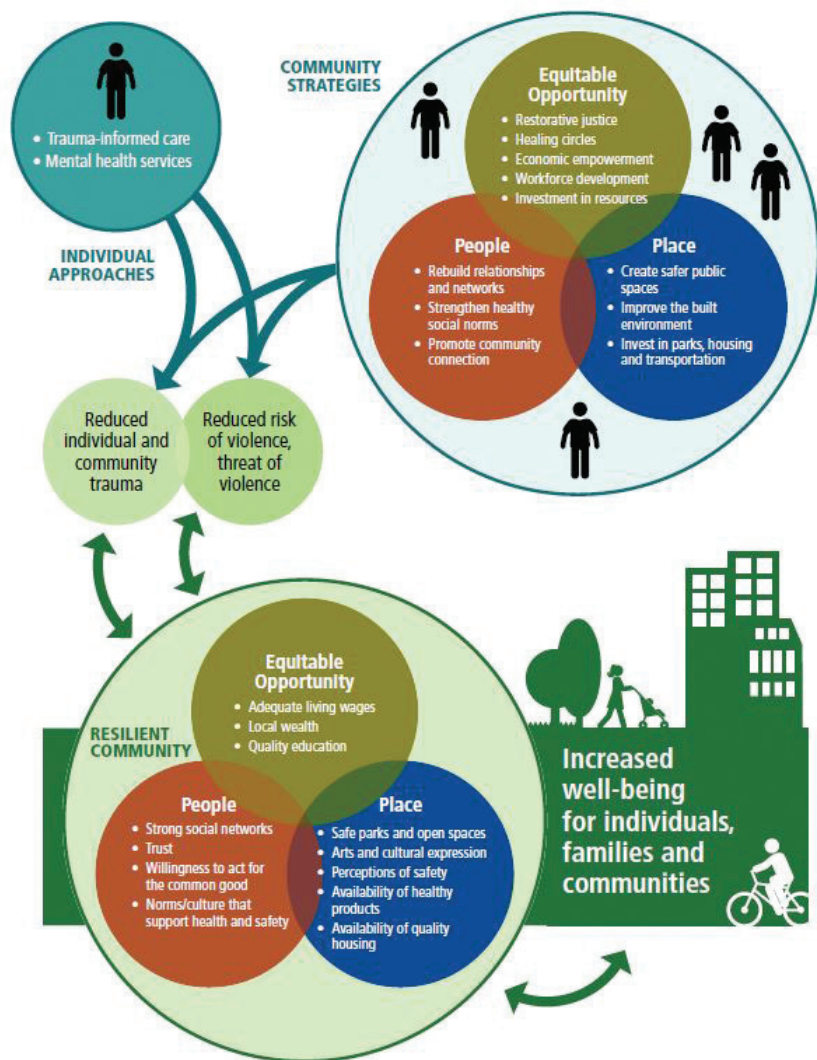 • Trauma-informed care
• Mental health services
INDIVIDUAL
APPROACHES
COMMUNITY
STRATEGIES
Equitable
Opportunity
• Restorative justice
• Healing circles
• Economic empowerment
• Workforce development
• Investment in resources
People
• Rebuild relationships
and networks
• Strengthen healthy
social norms
• Promote community
connection
Place
• Create safer public
spaces
• Improve the built
environment
• Invest in parks, housing
and transportation
Reduced
individual and
community
trauma
Reduced risk
of violence,
threat of
violence
RESILIENT
COMMUNITY
Equitable
Opportunity
• Adequate living wages
• Local wealth
• Quality education
People
• Strong social networks
• Trust
• Willingness to act for
the common good
• Norms/culture that
support health and safety
Place
• Safe parks and open spaces
• Arts and cultural expression
• Perceptions of safety
• Availability of healthy
products
• Availability of quality
housing
Increased
well-being
for individuals,
families and
communities